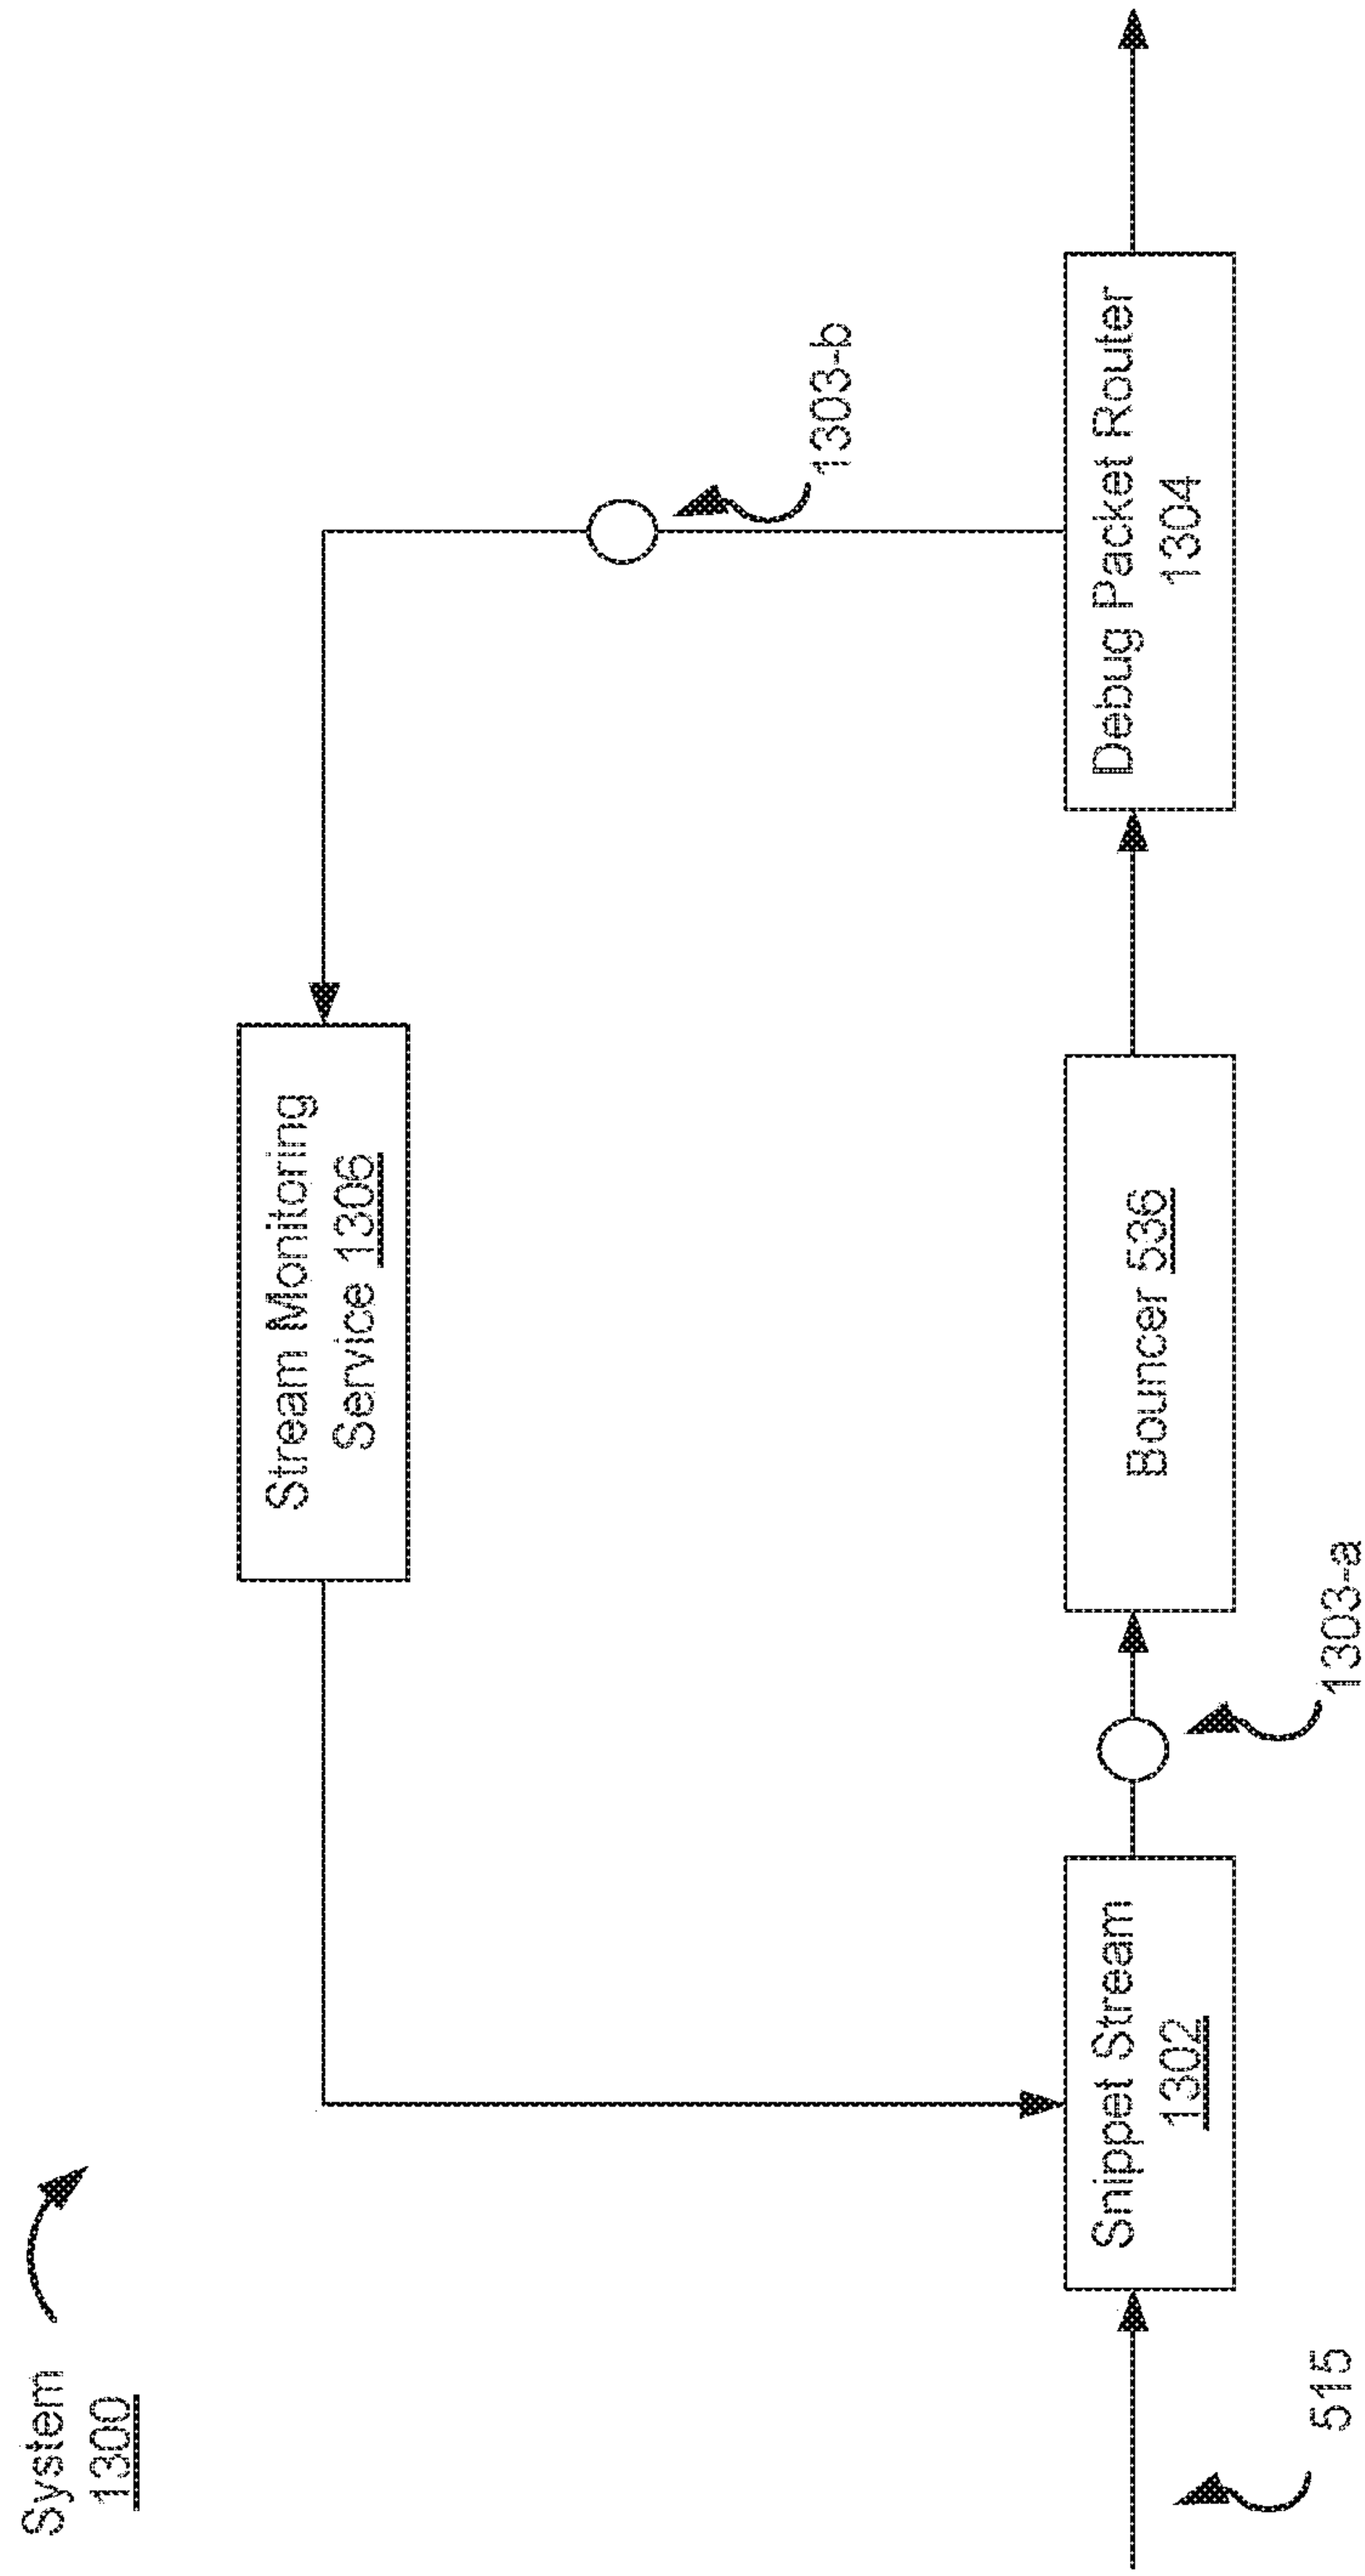 System
1300
Stream Monitoring
Service 1306
1303-b
515
Snippet Stream
1302
1303-a
Bouncer 536
Debug Packet Router
1304